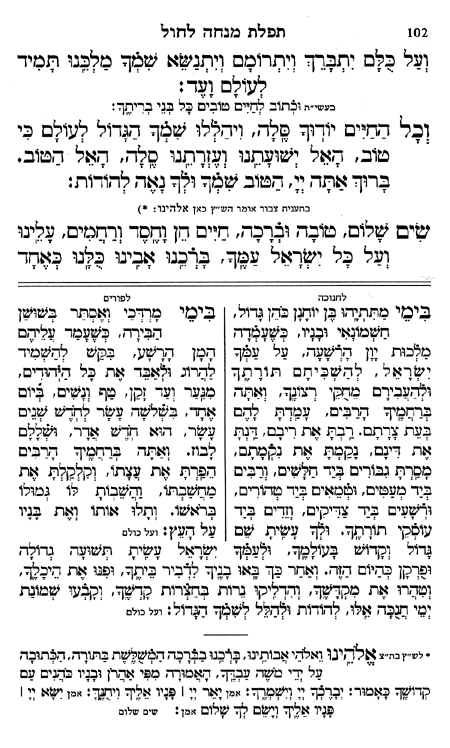 תפלת מנחה לחול
102
וְעַל כֻּלָּם יִתְבָּרֵךְ וְיִתְרוֹמֵם וְיִתְנַשֵּׂא שִׁמְךָ מַלְכֵּנוּ תָּמִיד
לְעוֹלָם וָעֶד:
בעשי״ת וּכְתוֹב לְחַיִּים טוֹבִים כָּל בְּנֵי בְרִיתֶךָ:
וְכָל הַחַיִּים יוֹדוּךָ סֶּלָה, וִיהַלְלוּ שִׁמְךָ הַגָּדוֹל לְעוֹלָם כִּי
טוֹב, הָאֵל יְשׁוּעָתֵנוּ וְעֶזְרָתֵנוּ סֶלָה, הָאֵל הַטּוֹב.
בָּרוּךְ אַתָּה יְיָ, הַטּוֹב שִׁמְךָ וּלְךָ נָאֶה לְהוֹדוֹת:
בתענית צבור אומר הש״ץ כאן אלהינו: *)
שִׂים שָׁלוֹם, טוֹבָה וּבְרָכָה, חַיִּים חֵן וָחֶסֶד וְרַחֲמִים, עָלֵינוּ
וְעַל כָּל יִשְׂרָאֵל עַמֶּךָ, בָּרְכֵנוּ אָבִינוּ כֻּלָּנוּ כְּאֶחָד
לחנוכה
בִּימֵי מַתִּתְיָהוּ בֶּן יוֹחָנָן כֹּהֵן גָּדוֹל,
חַשְׁמוֹנָאִי וּבָנָיו, כְּשֶׁעָמְדָה
מַלְכוּת יָוָן הָרְשָׁעָה, עַל עַמְּךָ
יִשְׂרָאֵל, לְהַשְׁכִּיחָם תּוֹרָתֶךָ
וּלְהַעֲבִירָם מֵחֻקֵּי רְצוֹנֶךָ, וְאַתָּה
בְּרַחֲמֶיךָ הָרַבִּים, עָמַדְתָּ לָהֶם
בְּעֵת צָרָתָם. רַבְתָּ אֶת רִיבָם, דַּנְתָּ
אֶת דִּינָם, נָקַמְתָּ אֶת נִקְמָתָם,
מָסַרְתָּ גִבּוֹרִים בְּיַד חַלָּשִׁים, וְרַבִּים
בְּיַד מְעַטִּים, וּטְמֵאִים בְּיַד טְהוֹרִים,
וּרְשָׁעִים בְּיַד צַדִּיקִים, וְזֵדִים בְּיַד
עוֹסְקֵי תוֹרָתֶךָ. וּלְךָ עָשִׂיתָ שֵׁם
לפורים
בִּימֵי מָרְדְּכַי וְאֶסְתֵּר בְּשׁוּשַׁן
הַבִּירָה, כְּשֶׁעָמַד עֲלֵיהֶם
הָמָן הָרָשָׁע, בִּקֵּשׁ לְהַשְׁמִיד
לַהֲרוֹג וּלְאַבֵּד אֶת כָּל הַיְּהוּדִים,
מִנַּעַר וְעַד זָקֵן, טַף וְנָשִׁים, בְּיוֹם
אֶחָד, בִּשְׁלֹשָׁה עָשָׂר לְחֹדֶשׁ שְׁנֵים
עָשָׂר, הוּא חֹדֶשׁ אֲדָר, וּשְׁלָלָם
לָבוֹז. וְאַתָּה בְּרַחֲמֶיךָ הָרַבִּים
הֵפַרְתָּ אֶת עֲצָתוֹ, וְקִלְקַלְתָּ אֶת
מַחֲשַׁבְתּוֹ, וַהֲשֵׁבוֹתָ לּוֹ גְּמוּלוֹ
בְּרֹאשׁוֹ. וְתָלוּ אוֹתוֹ וְאֶת בָּנָיו
עַל הָעֵץ: ועל כולם
גָּדוֹל וְקָדוֹשׁ בָּעוֹלָמֶךָ, וּלְעַמְּךָ יִשְׂרָאֵל עָשִׂיתָ תְּשׁוּעָה גְדוֹלָה
וּפֻרְקָן כְּהַיּוֹם הַזֶּה. וְאַחַר כַּךְ בָּאוּ בָנֶיךָ לִדְבִיר בֵּיתֶךָ, וּפִנּוּ אֶת הֵיכָלֶךָ,
וְטִהֲרוּ אֶת מִקְדָּשֶׁךָ, וְהִדְלִיקוּ נֵרוֹת בְּחַצְרוֹת קָדְשֶׁךָ, וְקָבְעוּ שְׁמוֹנַת
יְמֵי חֲנֻכָּה אֵלּוּ, לְהוֹדוֹת וּלְהַלֵּל לְשִׁמְךָ הַגָּדוֹל: ועל כולם
* לש״ץ בת״צ אֱלֹהֵינוּ וֵאלֹהֵי אֲבוֹתֵינוּ, בָּרְכֵנוּ בַּבְּרָכָה הַמְשֻׁלֶּשֶׁת בַּתּוֹרָה, הַכְּתוּבָה
עַל יְדֵי מֹשֶׁה עַבְדֶּךָ, הָאֲמוּרָה מִפִּי אַהֲרֹן וּבָנָיו כֹּהֲנִים עַם
קְדוֹשֶׁךָ כָּאָמוּר: יְבָרֶכְךָ יְיָ וְיִשְׁמְרֶךָ: אמן יָאֵר יְיָ | פָּנָיו אֵלֶיךָ וִיחֻנֶּךָּ: אמן יִשָּׂא יְיָ |
פָּנָיו אֵלֶיךָ וְיָשֵׂם לְךָ שָׁלוֹם אמן: שים שלום